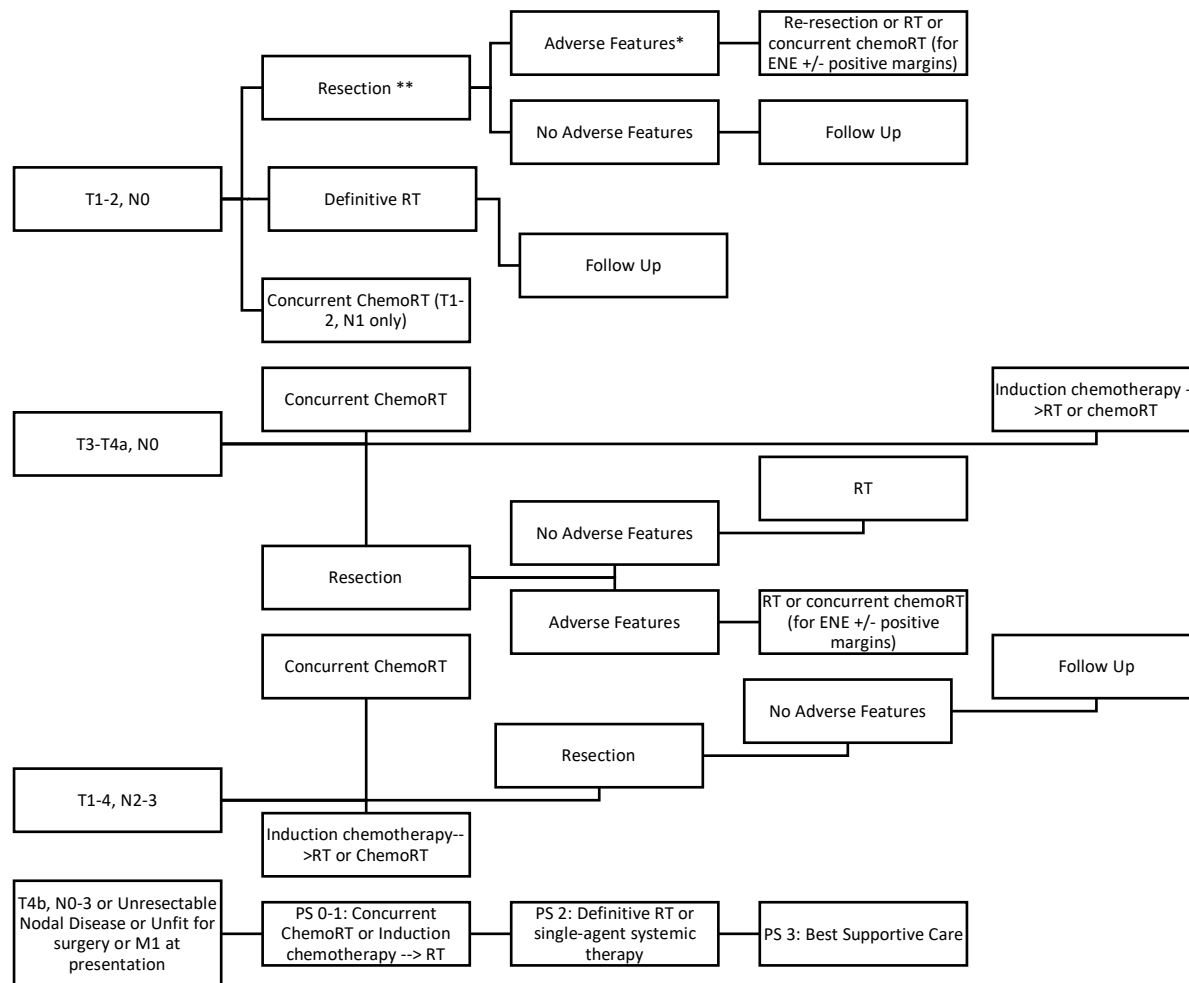 Adverse Features*
Re-resection or RT or
concurrent chemoRT (for
ENE +/- positive margins)
Resection **
No Adverse Features
Follow Up
T1-2, N0
Definitive RT
Follow Up
Concurrent ChemoRT (T1-
2, N1 only)
Concurrent ChemoRT
Induction chemotherapy -
->RT or chemoRT
T3-T4a, N0
RT
No Adverse Features
Resection
Adverse Features
RT or concurrent chemoRT
(for ENE +/- positive
margins)
Concurrent ChemoRT
Follow Up
No Adverse Features
Resection
T1-4, N2-3
Induction chemotherapy--
>RT or ChemoRT
T4b, N0-3 or Unresectable
Nodal Disease or Unfit for
surgery or M1 at
presentation
PS 0-1: Concurrent
ChemoRT or Induction
chemotherapy --> RT
PS 2: Definitive RT or
single-agent systemic
therapy
PS 3: Best Supportive Care